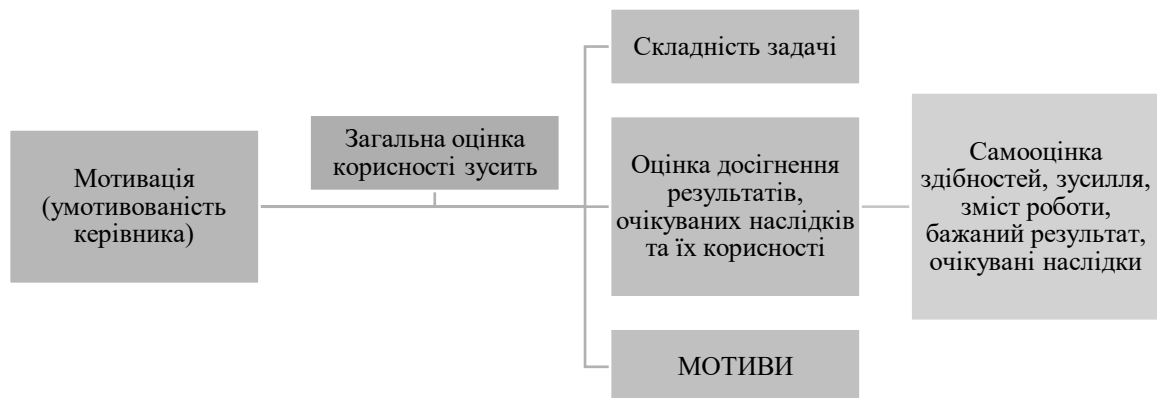 Мотивація
(умотивованість
керівника)
Загальна оцінка
корисності зусить
Складність задачі
Оцінка досігнення
результатів,
очікуваних наслідків
та їх корисності
МОТИВИ
Самооцінка
здібностей, зусилля,
зміст роботи,
бажаний результат,
очікувані наслідки